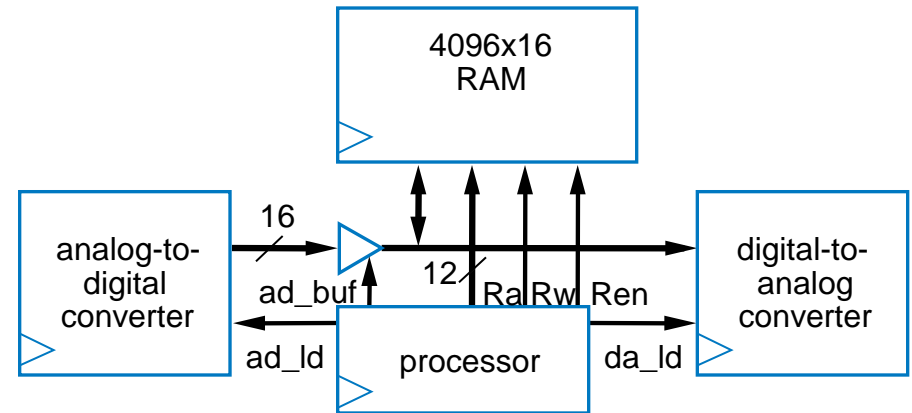 4096x16
RAM
16
analog-to-
digital
converter
12
digital-to-
analog
converter
ad_buf
Ra
Rw
Ren
ad_ld
processor
da_ld